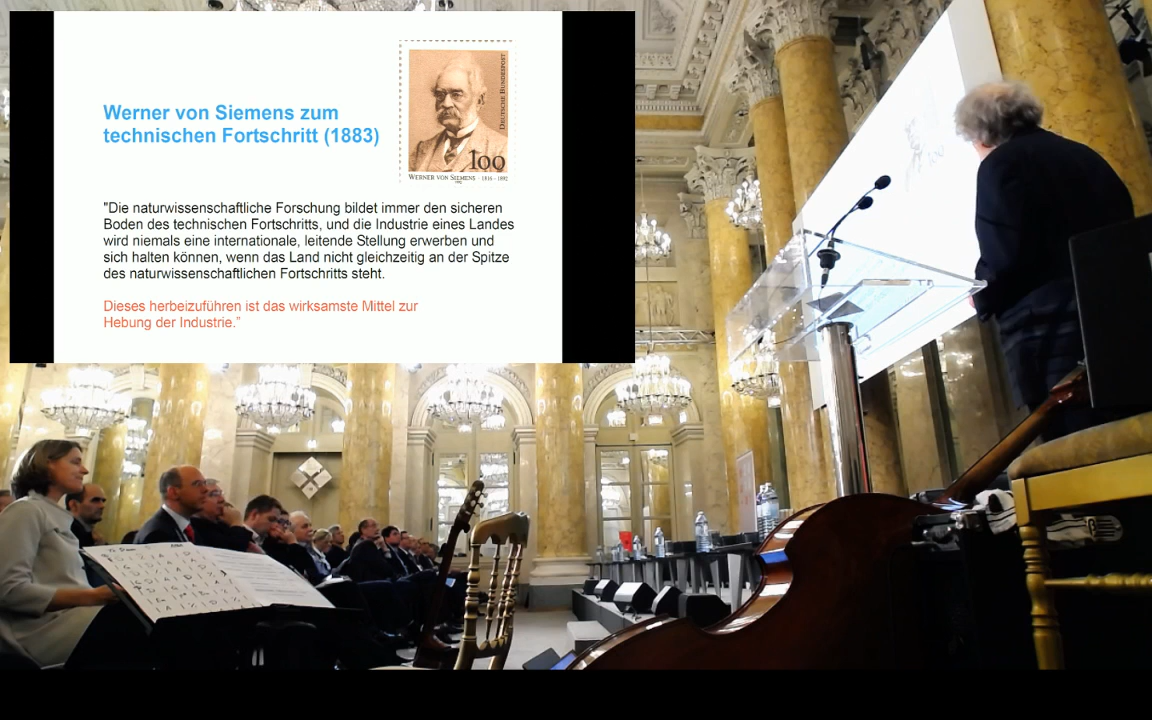 Werner von Siemens zum
technischen Fortschritt (1883)
DEUTSCHE BUNDESPOST
100
WERNER VON SIEMENS · 1816 - 1892
1992
"Die naturwissenschaftliche Forschung bildet immer den sicheren
Boden des technischen Fortschritts, und die Industrie eines Landes
wird niemals eine internationale, leitende Stellung erwerben und
sich halten können, wenn das Land nicht gleichzeitig an der Spitze
des naturwissenschaftlichen Fortschritts steht.
Dieses herbeizuführen ist das wirksamste Mittel zur
Hebung der Industrie.”